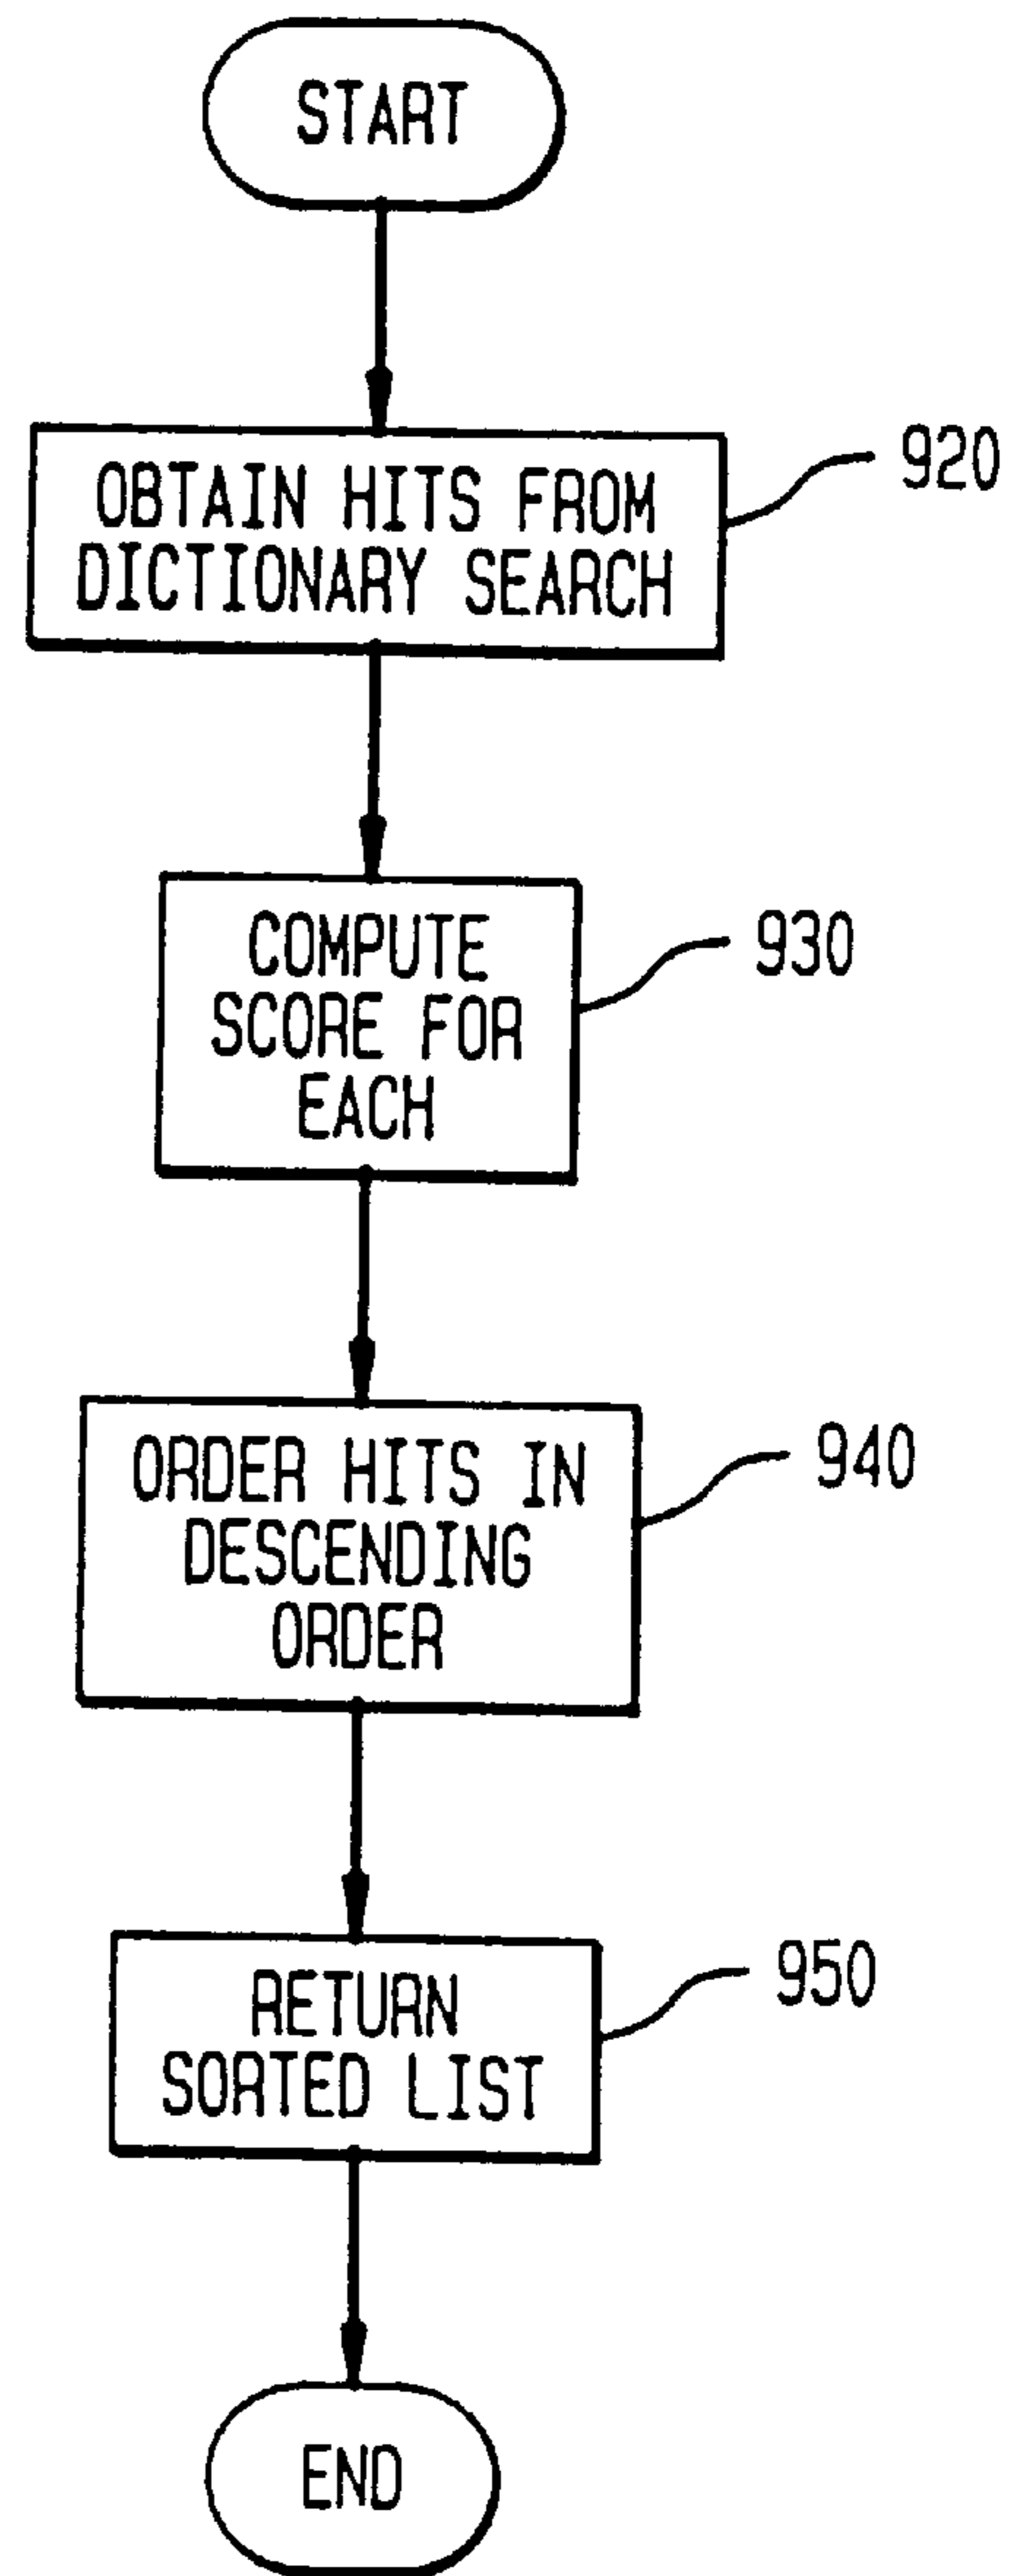 START
OBTAIN HITS FROM
DICTIONARY SEARCH
920
COMPUTE
SCORE FOR
EACH
930
ORDER HITS IN
DESCENDING
ORDER
940
RETURN
SORTED LIST
950
END